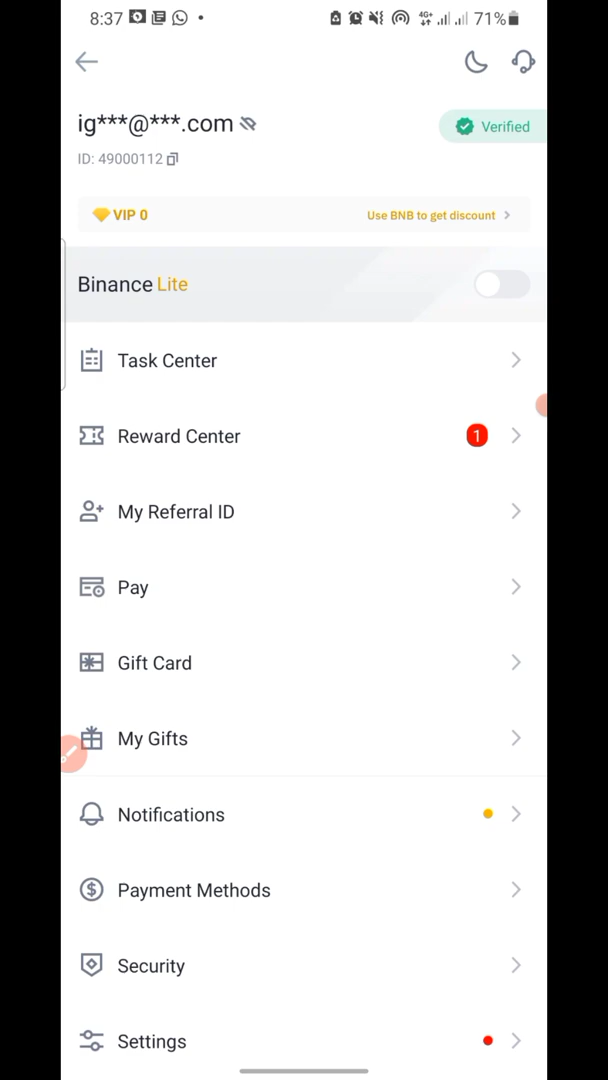 8:37 4G+ 71%
ig***@***.com
Verified
ID: 49000112
VIP 0 Use BNB to get discount
Binance Lite
Task Center
Reward Center 1
My Referral ID
Pay
Gift Card
My Gifts
Notifications
Payment Methods
Security
Settings